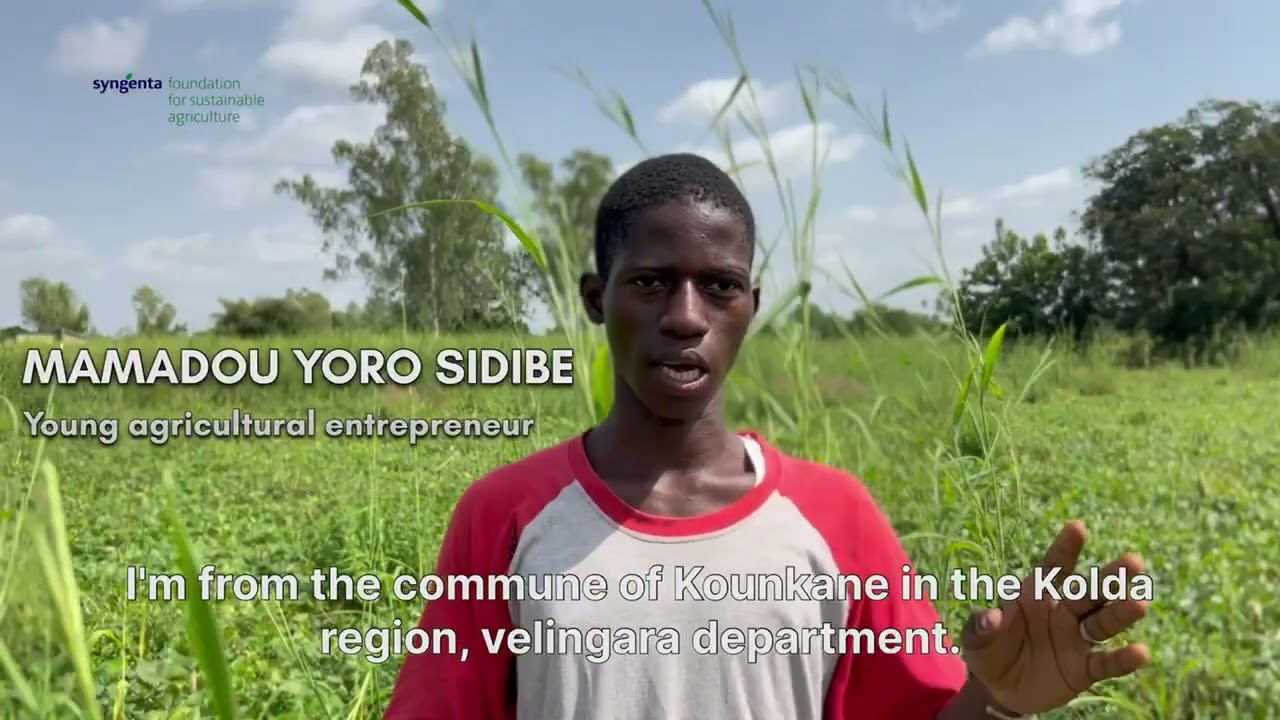 syngenta foundation
for sustainable
agriculture
MAMADOU YORO SIDIBE
Young agricultural entrepreneur
I'm from the commune of Kounkane in the Kolda
region, velingara department.